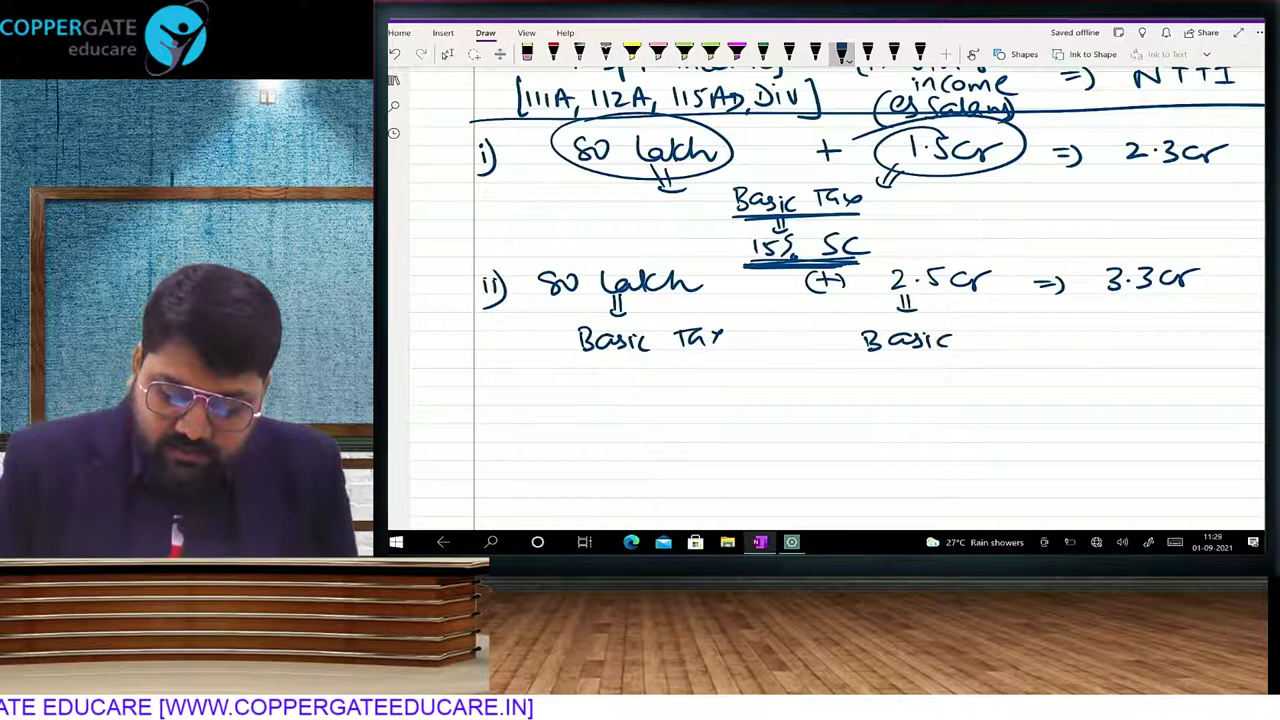 COPPERGATE
educare
Home Insert Draw View Help
Saved offline
Share
Shapes
Ink to Shape
Ink to Text
income => NTTI
[111A, 112A, 115AD, Div]
(eg Salary)
i) 80 lakh + 1.5Cr => 2.3cr
Basic Tax
15% SC
ii) 80 lakh (+) 2.5Cr => 3.3cr
Basic Tax Basic
27°C Rain showers
11:29
01-09-2021
ATE EDUCARE [WWW.COPPERGATEEDUCARE.IN]